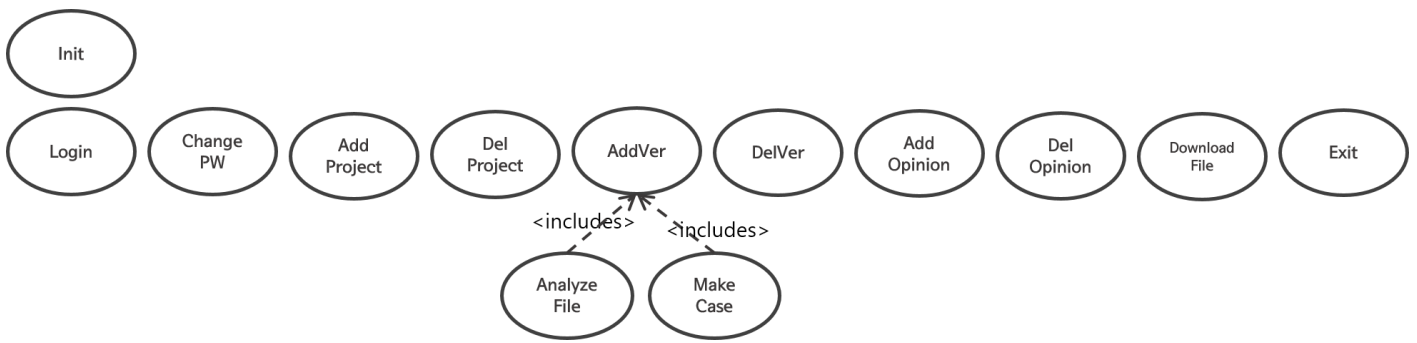 Init
Login
Change
PW
Add
Project
Del
Project
AddVer
DelVer
Add
Opinion
Del
Opinion
Download
File
Exit
<includes>
<includes>
Analyze
File
Make
Case